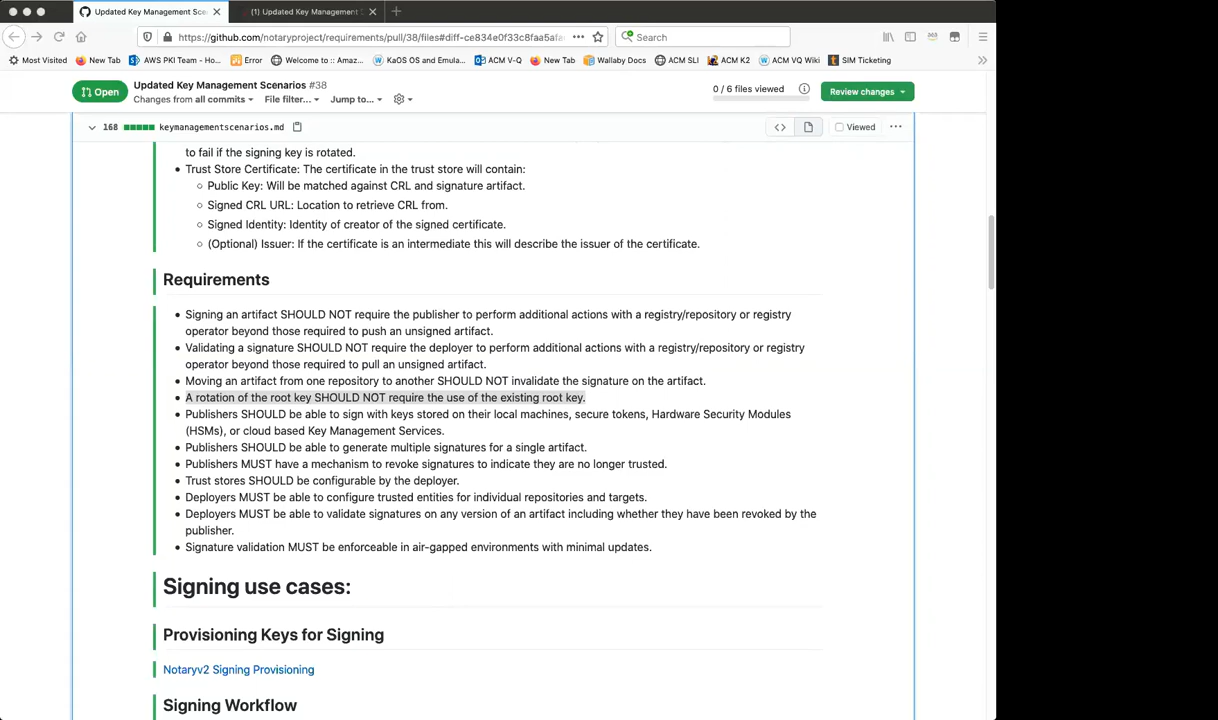 Updated Key Management Sce
(1) Updated Key Management
https://github.com/notaryproject/requirements/pull/38/files#diff-ce834e0f33c8faa5afa
Search
Most Visited
New Tab
AWS PKI Team - Ho...
Error
Welcome :: Amaz...
KaOS OS and Emula...
ACM V-Q
New Tab
Wallaby Docs
ACM SLI
ACM K2
ACM VQ Wiki
SIM Ticketing
Open
Updated Key Management Scenarios #38
Changes from all commits
File filter...
Jump to...
0 / 6 files viewed
Review changes
168
keymanagementscenarios.md
Viewed
to fail if the signing key is rotated.
Trust Store Certificate: The certificate in the trust store will contain:
Public Key: Will be matched against CRL and signature artifact.
Signed CRL URL: Location to retrieve CRL from.
Signed Identity: Identity of creator of the signed certificate.
(Optional) Issuer: If the certificate is an intermediate this will describe the issuer of the certificate.
Requirements
Signing an artifact SHOULD NOT require the publisher to perform additional actions with a registry/repository or registry
operator beyond those required to push an unsigned artifact.
Validating a signature SHOULD NOT require the deployer to perform additional actions with a registry/repository or registry
operator beyond those required to pull an unsigned artifact.
Moving an artifact from one repository to another SHOULD NOT invalidate the signature on the artifact.
A rotation of the root key SHOULD NOT require the use of the existing root key.
Publishers SHOULD be able to sign with keys stored on their local machines, secure tokens, Hardware Security Modules
(HSMs), or cloud based Key Management Services.
Publishers SHOULD be able to generate multiple signatures for a single artifact.
Publishers MUST have a mechanism to revoke signatures to indicate they are no longer trusted.
Trust stores SHOULD be configurable by the deployer.
Deployers MUST be able to configure trusted entities for individual repositories and targets.
Deployers MUST be able to validate signatures on any version of an artifact including whether they have been revoked by the
publisher.
Signature validation MUST be enforceable in air-gapped environments with minimal updates.
Signing use cases:
Provisioning Keys for Signing
Notaryv2 Signing Provisioning
Signing Workflow